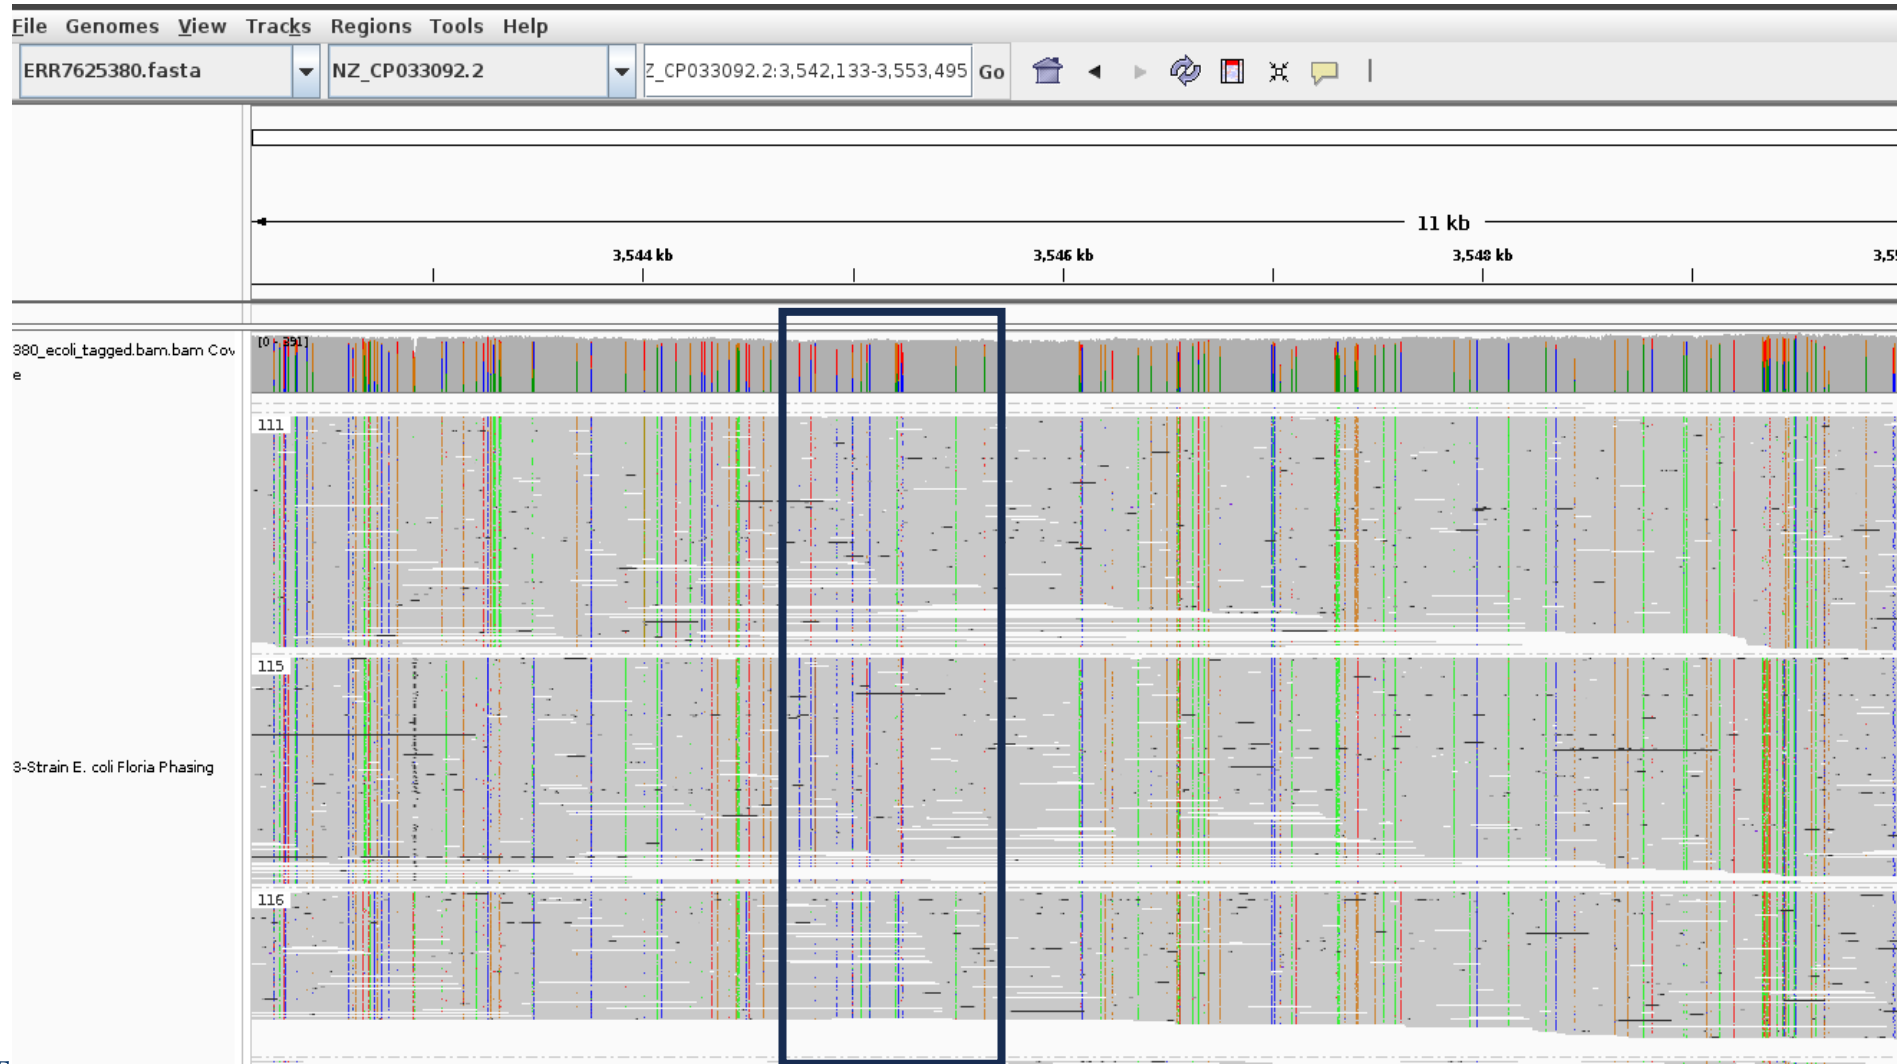 File Genomes View Tracks Regions Tools Help
ERR7625380.fasta NZ_CP033092.2 Z_CP033092.2:3,542,133-3,553,495 Go
11 kb
3,544 kb 3,546 kb 3,548 kb
[0 - 391]
380_ecoli_tagged.bam.bam Cov
e
111
115
3-Strain E. coli Floria Phasing
116